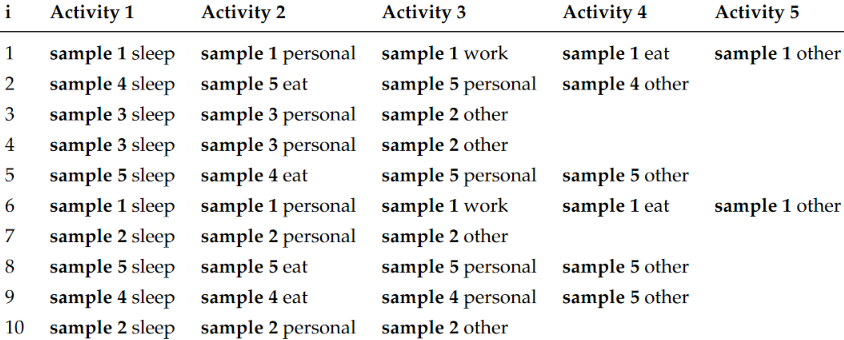 i Activity 1 Activity 2 Activity 3 Activity 4 Activity 5
1 sample 1 sleep sample 1 personal sample 1 work sample 1 eat sample 1 other
2 sample 4 sleep sample 5 eat sample 5 personal sample 4 other
3 sample 3 sleep sample 3 personal sample 2 other
4 sample 3 sleep sample 3 personal sample 2 other
5 sample 5 sleep sample 4 eat sample 5 personal sample 5 other
6 sample 1 sleep sample 1 personal sample 1 work sample 1 eat sample 1 other
7 sample 2 sleep sample 2 personal sample 2 other
8 sample 5 sleep sample 5 eat sample 5 personal sample 5 other
9 sample 4 sleep sample 4 eat sample 4 personal sample 5 other
10 sample 2 sleep sample 2 personal sample 2 other